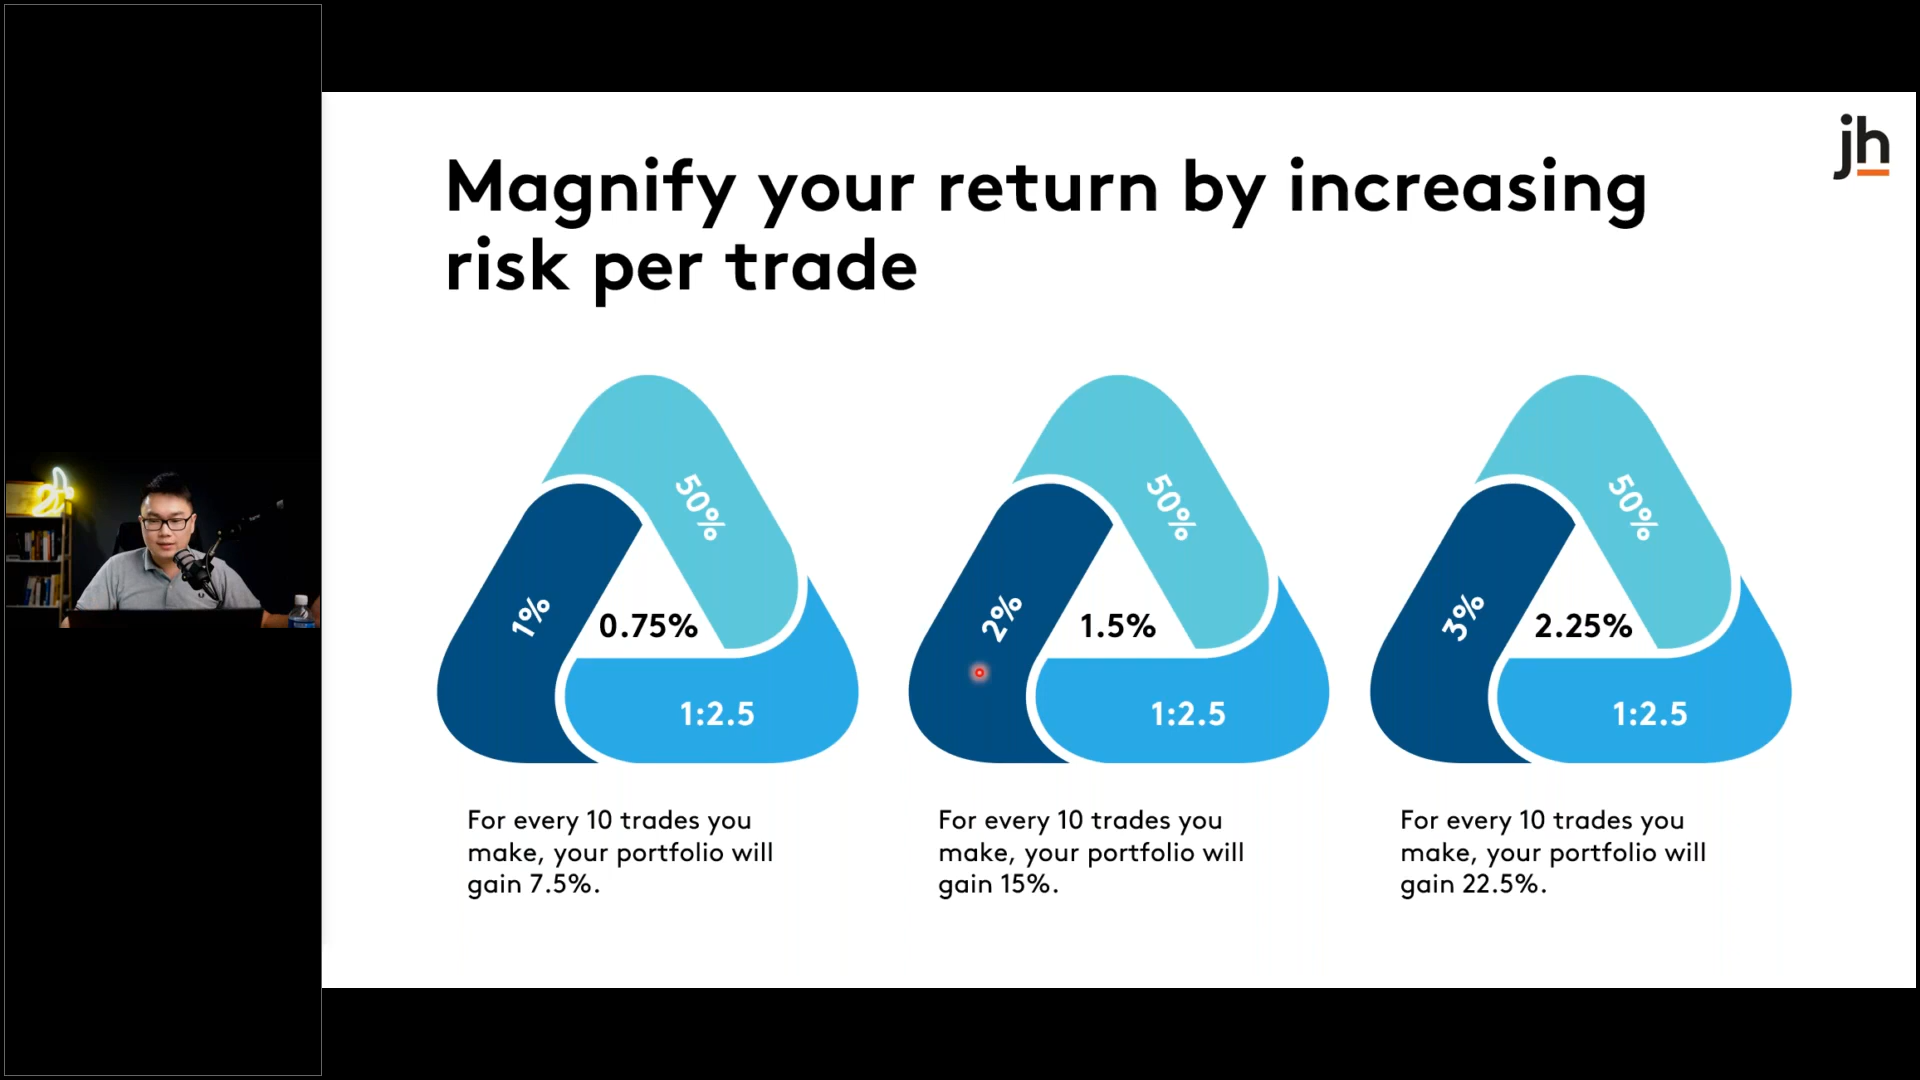 jh
Magnify your return by increasing
risk per trade
50%
1%
0.75%
1:2.5
50%
2%
1.5%
1:2.5
50%
3%
2.25%
1:2.5
For every 10 trades you
make, your portfolio will
gain 7.5%.
For every 10 trades you
make, your portfolio will
gain 15%.
For every 10 trades you
make, your portfolio will
gain 22.5%.